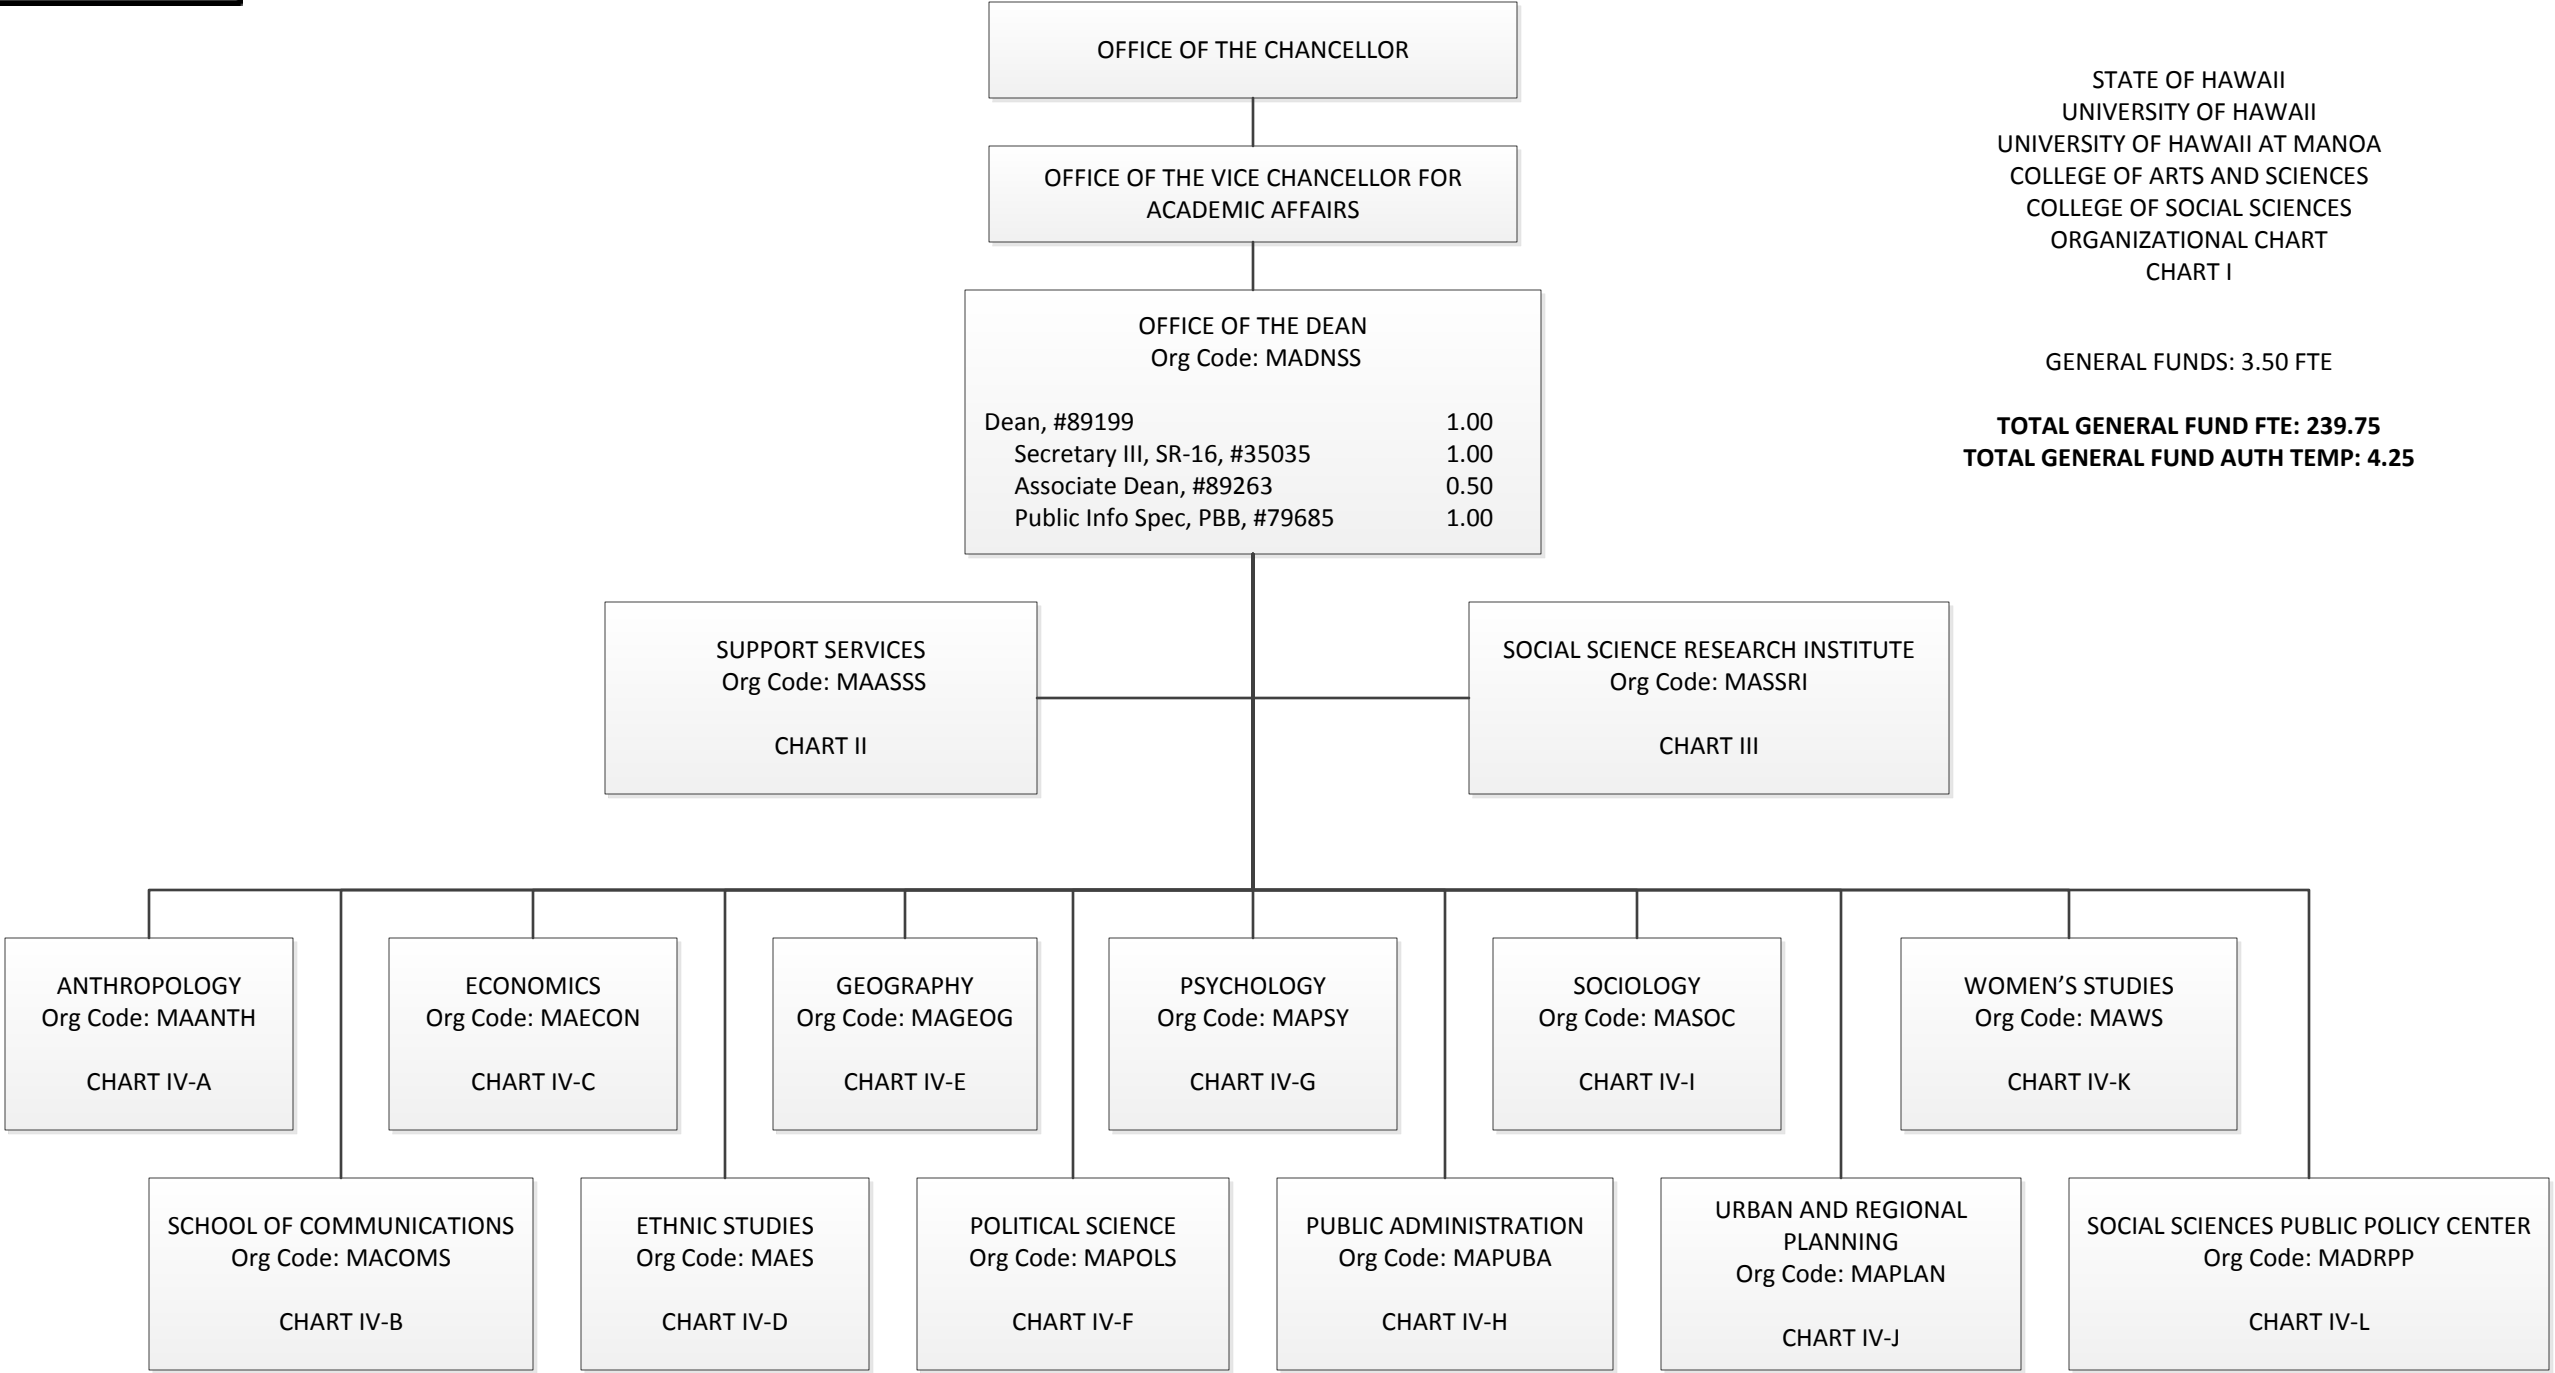 OFFICE OF THE CHANCELLOR
OFFICE OF THE VICE CHANCELLOR FOR
ACADEMIC AFFAIRS
STATE OF HAWAII
UNIVERSITY OF HAWAII
UNIVERSITY OF HAWAII AT MANOA
COLLEGE OF ARTS AND SCIENCES
COLLEGE OF SOCIAL SCIENCES
ORGANIZATIONAL CHART
CHART I
GENERAL FUNDS: 3.50 FTE
TOTAL GENERAL FUND FTE: 239.75
TOTAL GENERAL FUND AUTH TEMP: 4.25
OFFICE OF THE DEAN
Org Code: MADNSS
Dean, #89199 1.00
Secretary III, SR-16, #35035 1.00
Associate Dean, #89263 0.50
Public Info Spec, PBB, #79685 1.00
SUPPORT SERVICES
Org Code: MAASSS
CHART II
SOCIAL SCIENCE RESEARCH INSTITUTE
Org Code: MASSRI
CHART III
ANTHROPOLOGY
Org Code: MAANTH
CHART IV-A
ECONOMICS
Org Code: MAECON
CHART IV-C
GEOGRAPHY
Org Code: MAGEOG
CHART IV-E
PSYCHOLOGY
Org Code: MAPSY
CHART IV-G
SOCIOLOGY
Org Code: MASOC
CHART IV-I
WOMEN’S STUDIES
Org Code: MAWS
CHART IV-K
SCHOOL OF COMMUNICATIONS
Org Code: MACOMS
CHART IV-B
ETHNIC STUDIES
Org Code: MAES
CHART IV-D
POLITICAL SCIENCE
Org Code: MAPOLS
CHART IV-F
PUBLIC ADMINISTRATION
Org Code: MAPUBA
CHART IV-H
URBAN AND REGIONAL
PLANNING
Org Code: MAPLAN
CHART IV-J
SOCIAL SCIENCES PUBLIC POLICY CENTER
Org Code: MADRPP
CHART IV-L